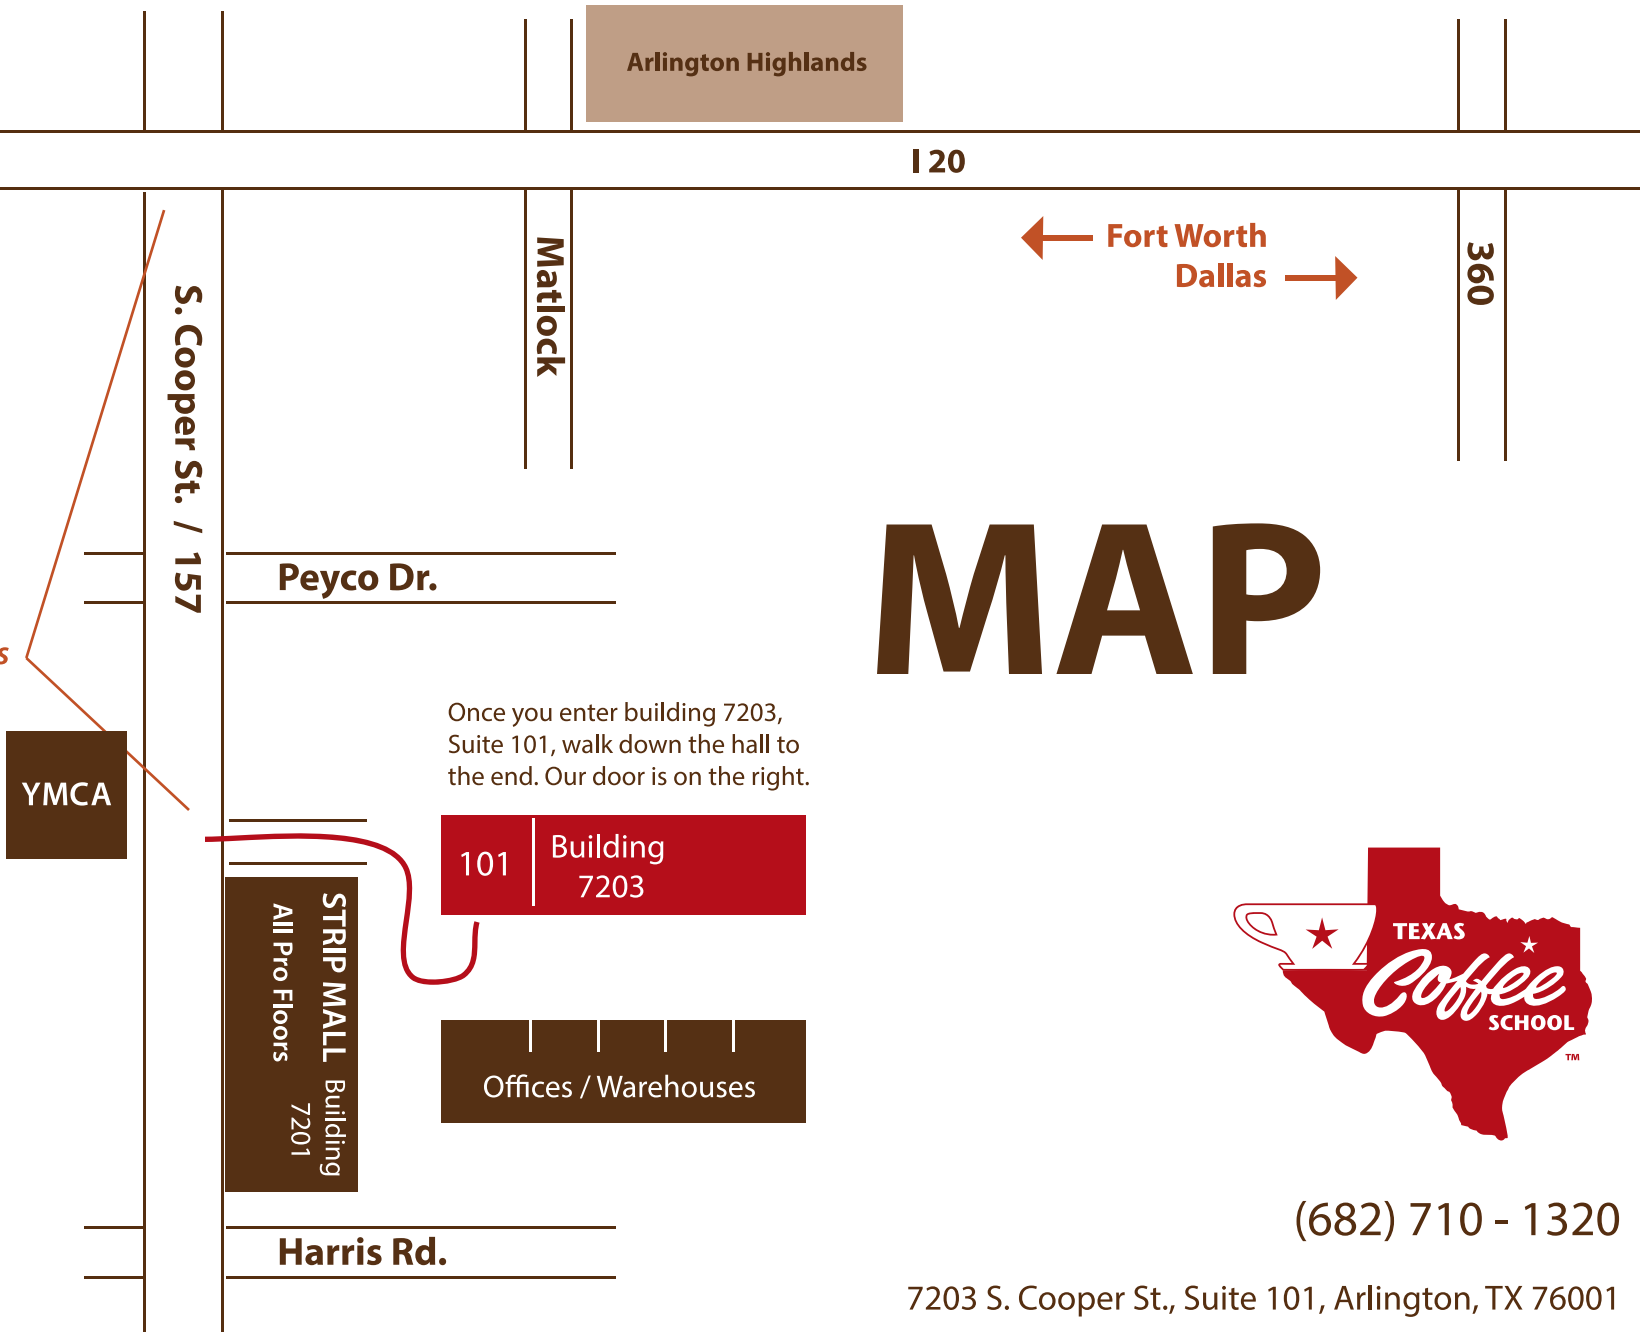 Arlington Highlands
I 20
Fort Worth
Dallas
360
Matlock
S. Cooper St. / 157
MAP
Peyco Dr.
s
Once you enter building 7203,
Suite 101, walk down the hall to
the end. Our door is on the right.
YMCA
101
Building
7203
STRIP MALL Building
All Pro Floors 7201
Offices / Warehouses
TEXAS
Coffee
SCHOOL
TM
Harris Rd.
(682) 710 - 1320
7203 S. Cooper St., Suite 101, Arlington, TX 76001